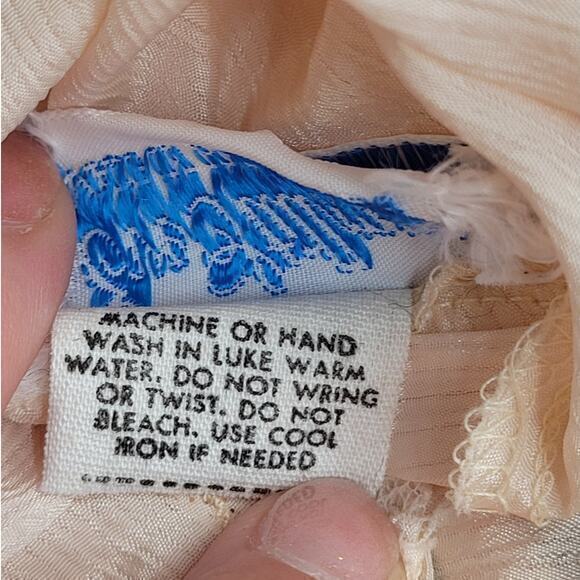 MACHINE OR HAND
WASH IN LUKE WARM
WATER. DO NOT WRING
OR TWIST. DO NOT
BLEACH. USE COOL
IRON IF NEEDED